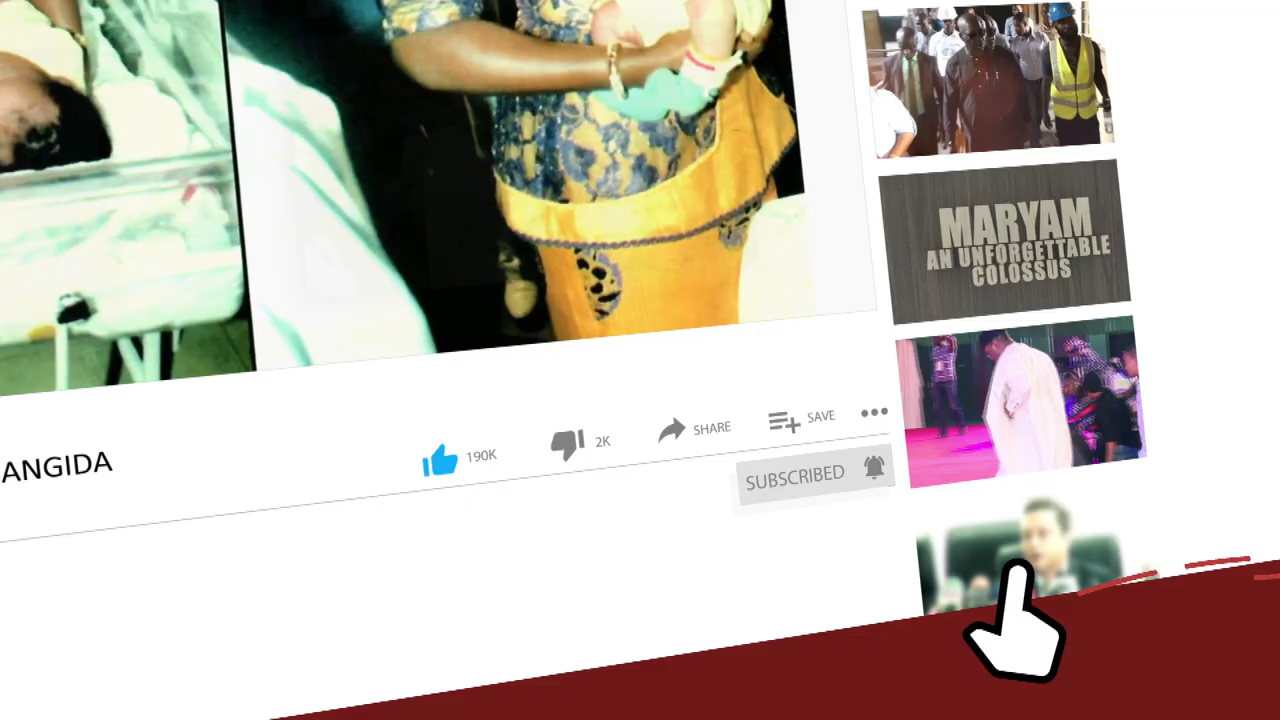 MARYAM
AN UNFORGETTABLE
COLOSSUS
ANGIDA
190K
2K
SHARE
SAVE
SUBSCRIBED